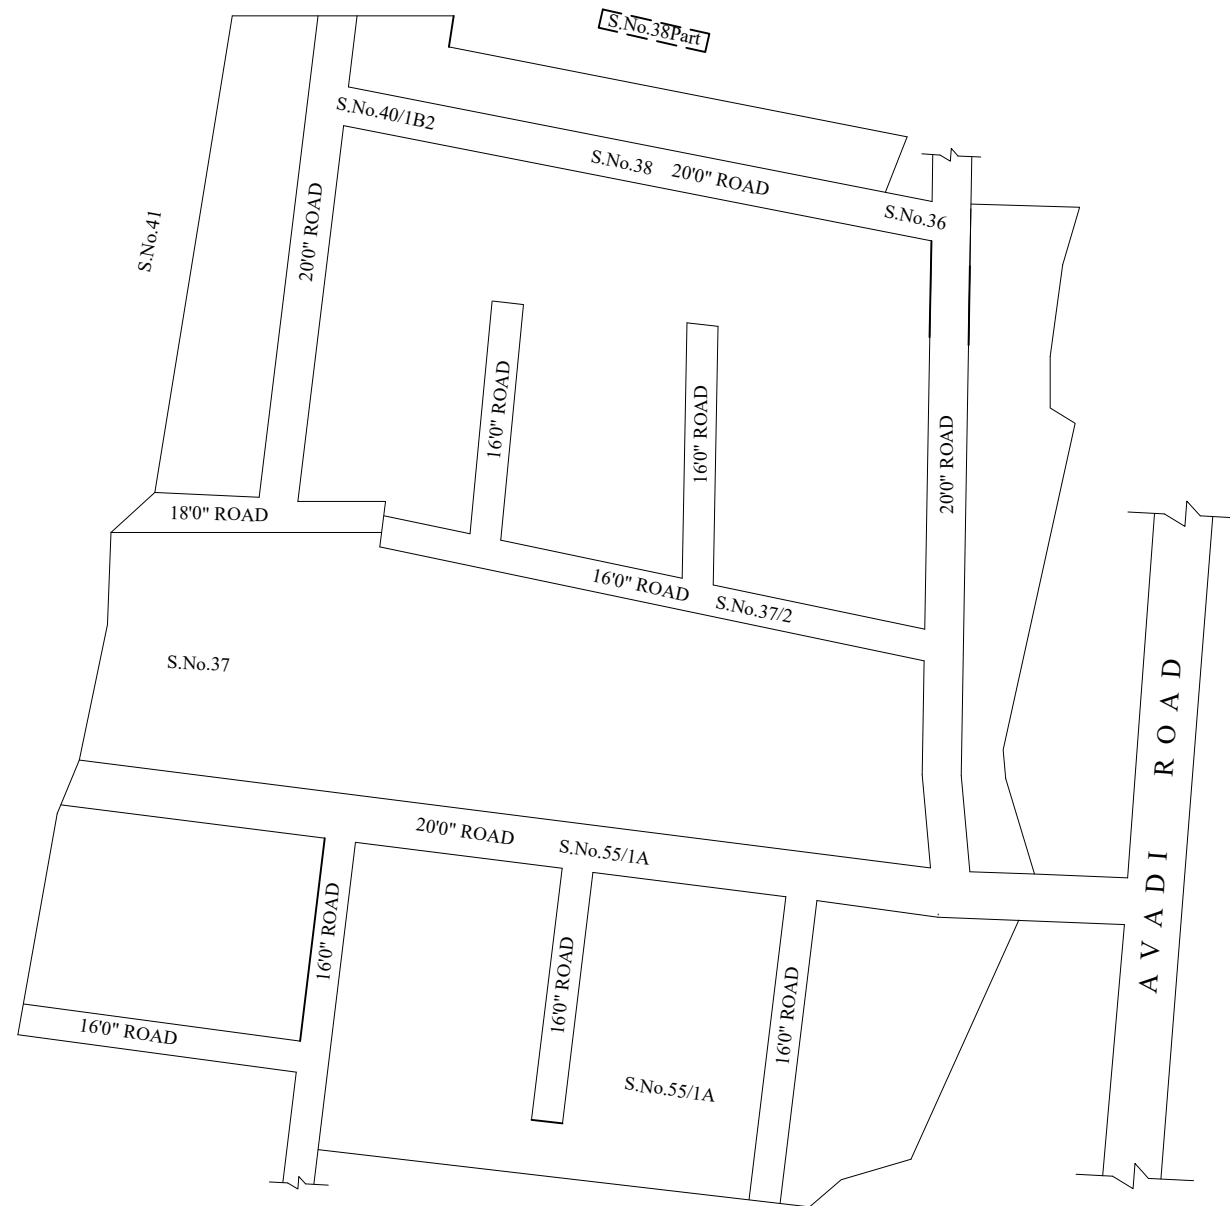 S.No.38Part
S.No.40/1B2
S.No.38
20'0" ROAD
S.No.36
S.No.41
20'0" ROAD
16'0" ROAD
16'0" ROAD
20'0" ROAD
18'0" ROAD
16'0" ROAD
S.No.37/2
S.No.37
AVADI ROAD
20'0" ROAD
S.No.55/1A
16'0" ROAD
16'0" ROAD
16'0" ROAD
16'0" ROAD
S.No.55/1A